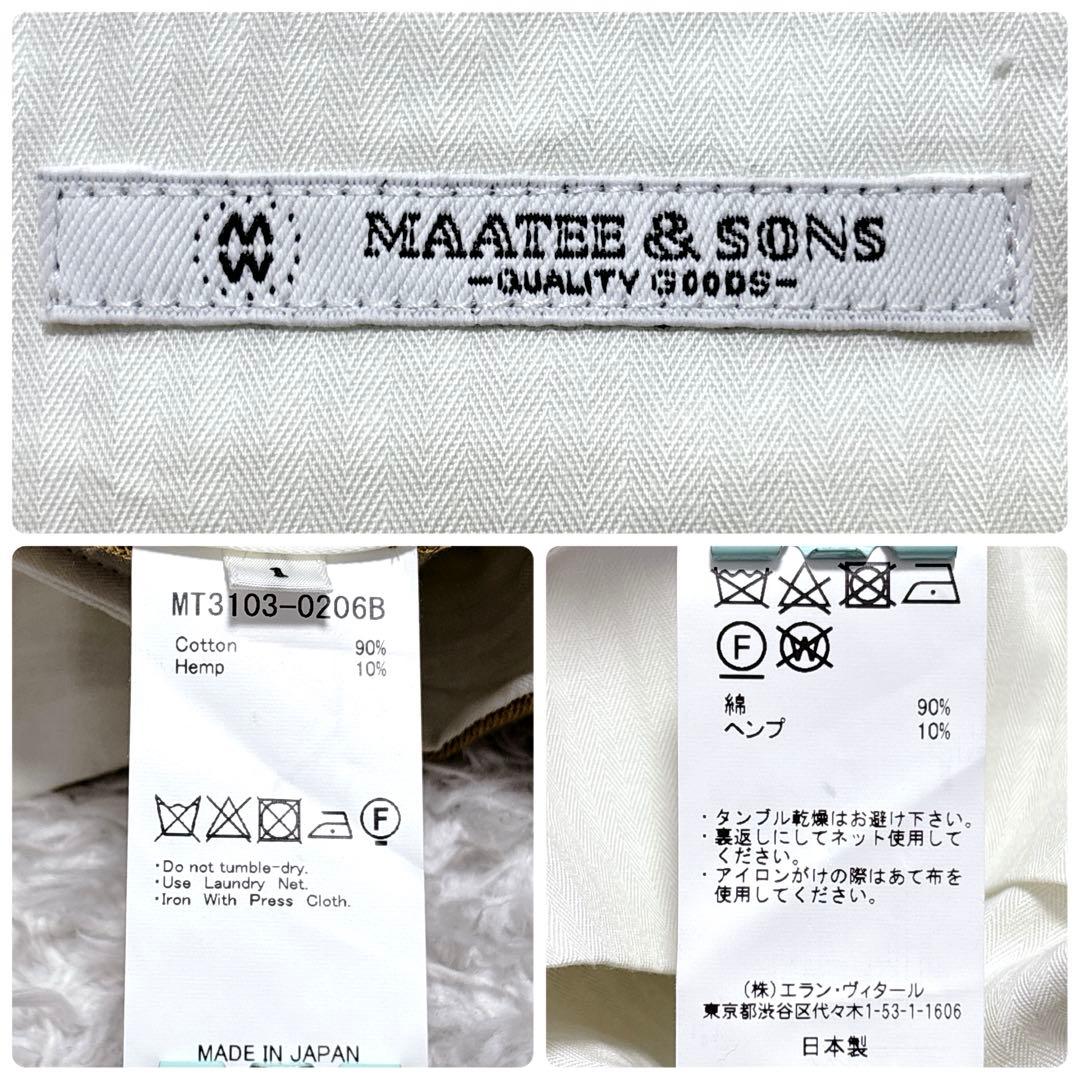 MAATEE & SONS
-QUALITY GOODS-
1
MT3103-0206B
Cotton 90%
Hemp 10%
F
・Do not tumble-dry.
・Use Laundry Net.
・Iron With Press Cloth.
MADE IN JAPAN
F W
綿 90%
ヘンプ 10%
・タンブル乾燥はお避け下さい。
・裏返しにしてネット使用して
ください。
・アイロンがけの際はあて布を
使用してください。
(株)エラン・ヴィタール
東京都渋谷区代々木1-53-1-1606
日本製